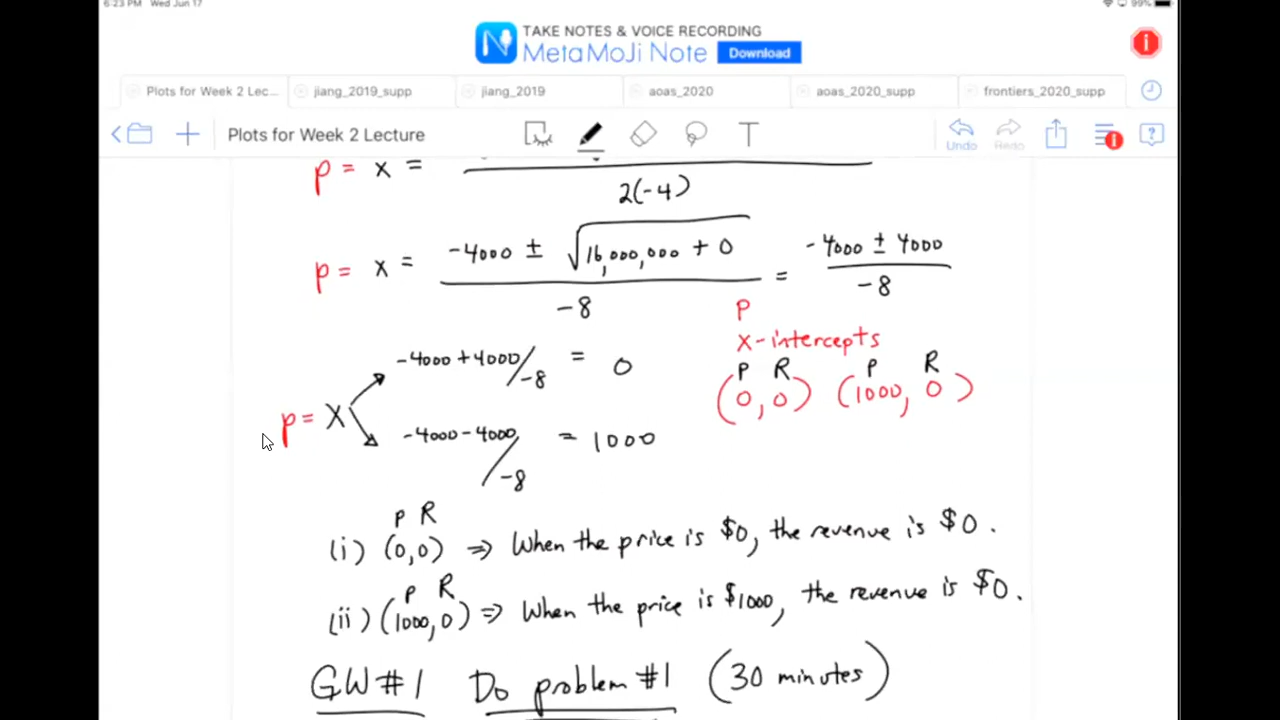 6:23 PM Wed Jun 17 99%
TAKE NOTES & VOICE RECORDING
MetaMoJi Note Download
Plots for Week 2 Lec... jiang_2019_supp jiang_2019 aoas_2020 aoas_2020_supp frontiers_2020_supp
Plots for Week 2 Lecture T Undo Redo
p = x =
2(-4)
p = x = -4000 ± √16,000,000 + 0 / -8 = -4000 ± 4000 / -8
P
X-intercepts
-4000 + 4000/-8 = 0
P R P R
(0,0) (1000, 0)
p = X
-4000 - 4000/-8 = 1000
P R
(i) (0,0) => When the price is $0, the revenue is $0.
P R
(ii) (1000,0) => When the price is $1000, the revenue is $0.
GW #1 Do problem #1 (30 minutes)